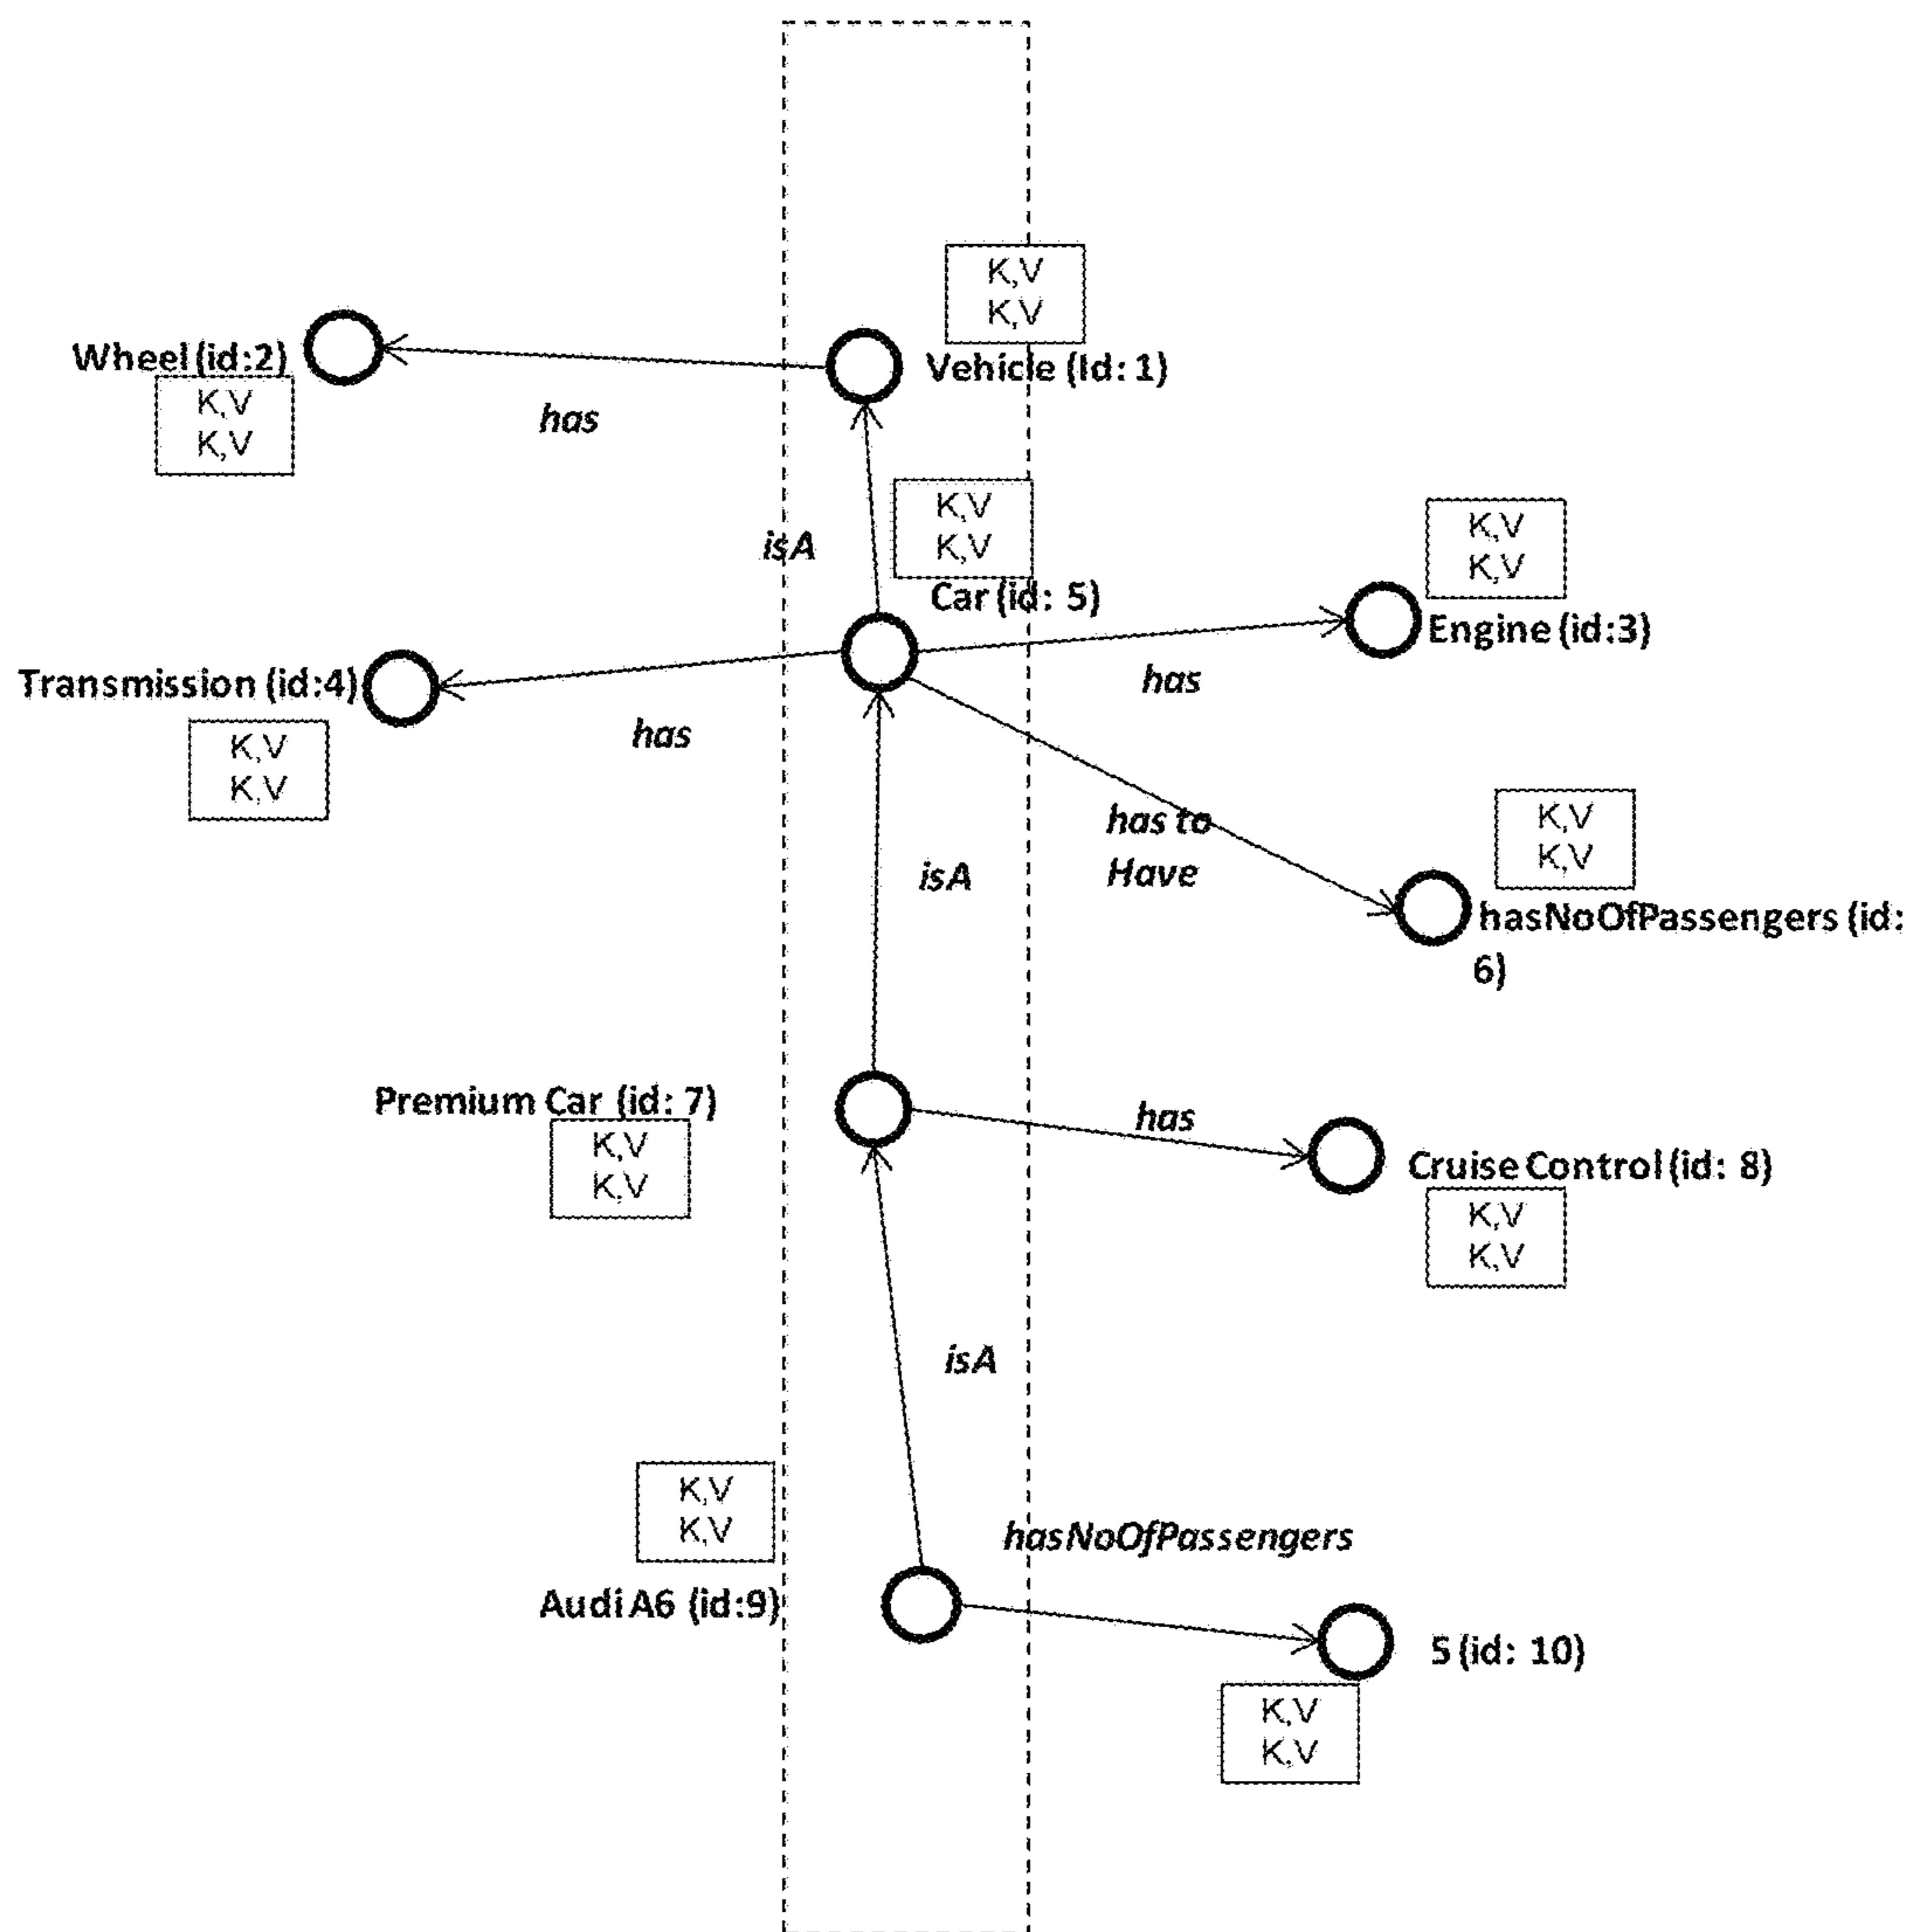 K,V
K,V
Vehicle (Id: 1)
Wheel (id:2)
K,V
K,V
has
isA
K,V
K,V
Car (id: 5)
K,V
K,V
Engine (id:3)
has
Transmission (id:4)
K,V
K,V
has
has to
Have
K,V
K,V
hasNoOfPassengers (id:
6)
isA
Premium Car (id: 7)
K,V
K,V
has
Cruise Control (id: 8)
K,V
K,V
isA
K,V
K,V
Audi A6 (id:9)
hasNoOfPassengers
5 (id: 10)
K,V
K,V